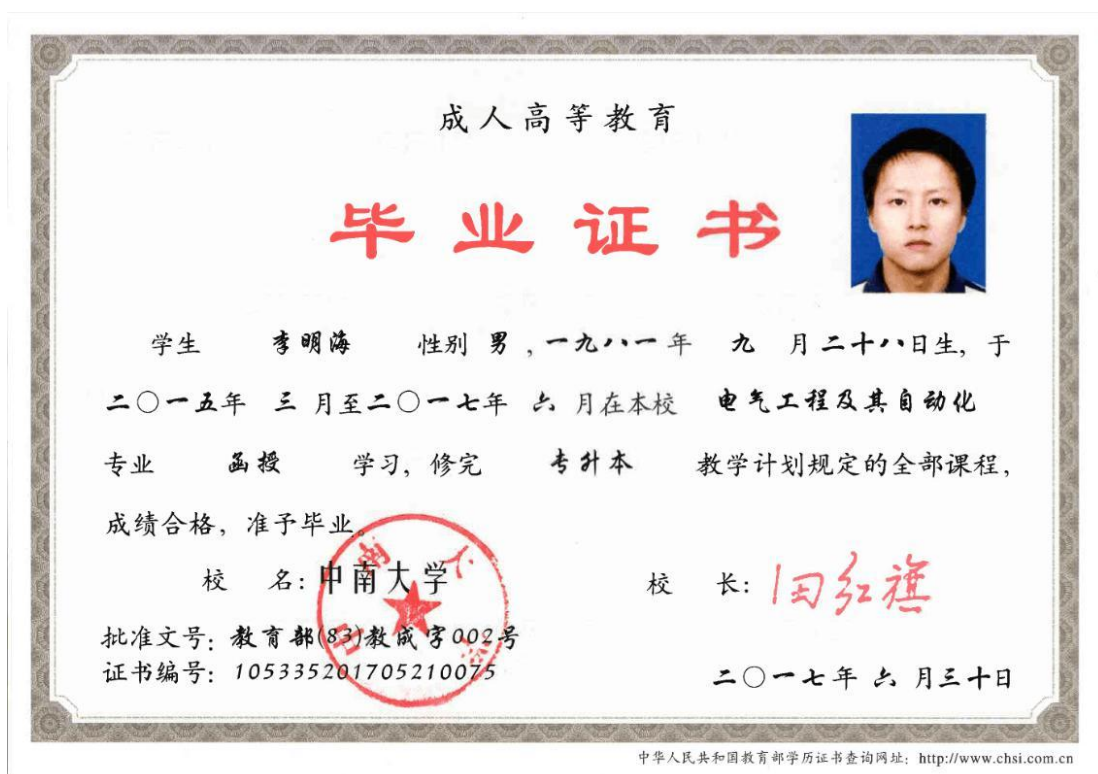 成人高等教育
毕业证书
学生 李明海 性别 男，一九八一年 九 月二十八日生，于
二〇一五年 三 月至二〇一七年 六 月在本校 电气工程及其自动化
专业 函授 学习，修完 专升本 教学计划规定的全部课程，
成绩合格，准予毕业。
校 名：中南大学
校 长：田红旗
批准文号：教育部(83)教成字002号
证书编号：105335201705210075
二〇一七年 六 月三十日
中南大学
中华人民共和国教育部学历证书查询网址：http://www.chsi.com.cn